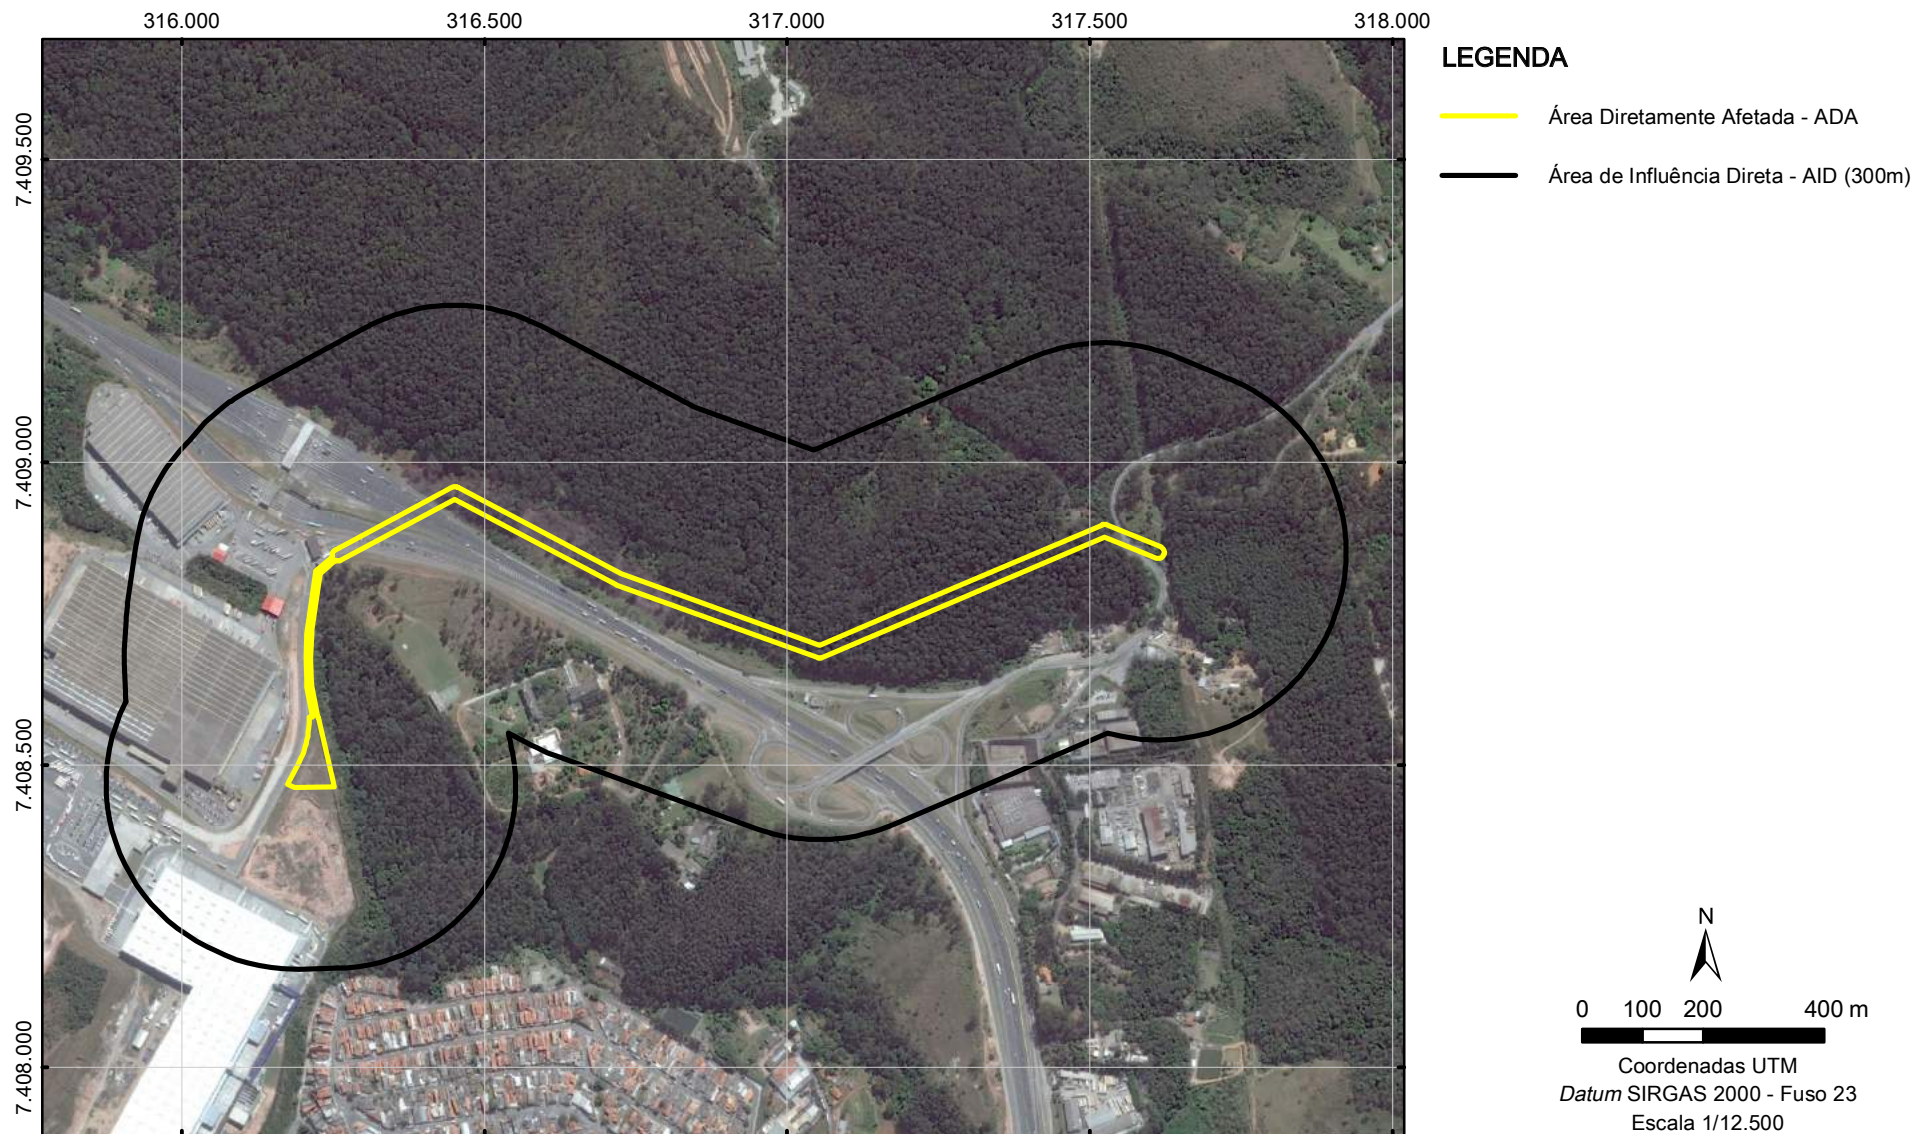 316.000
316.500
317.000
317.500
318.000
7.409.500
7.409.000
7.408.500
7.408.000
LEGENDA
Área Diretamente Afetada - ADA
Área de Influência Direta - AID (300m)
N
0 100 200 400 m
Coordenadas UTM
Datum SIRGAS 2000 - Fuso 23
Escala 1/12.500